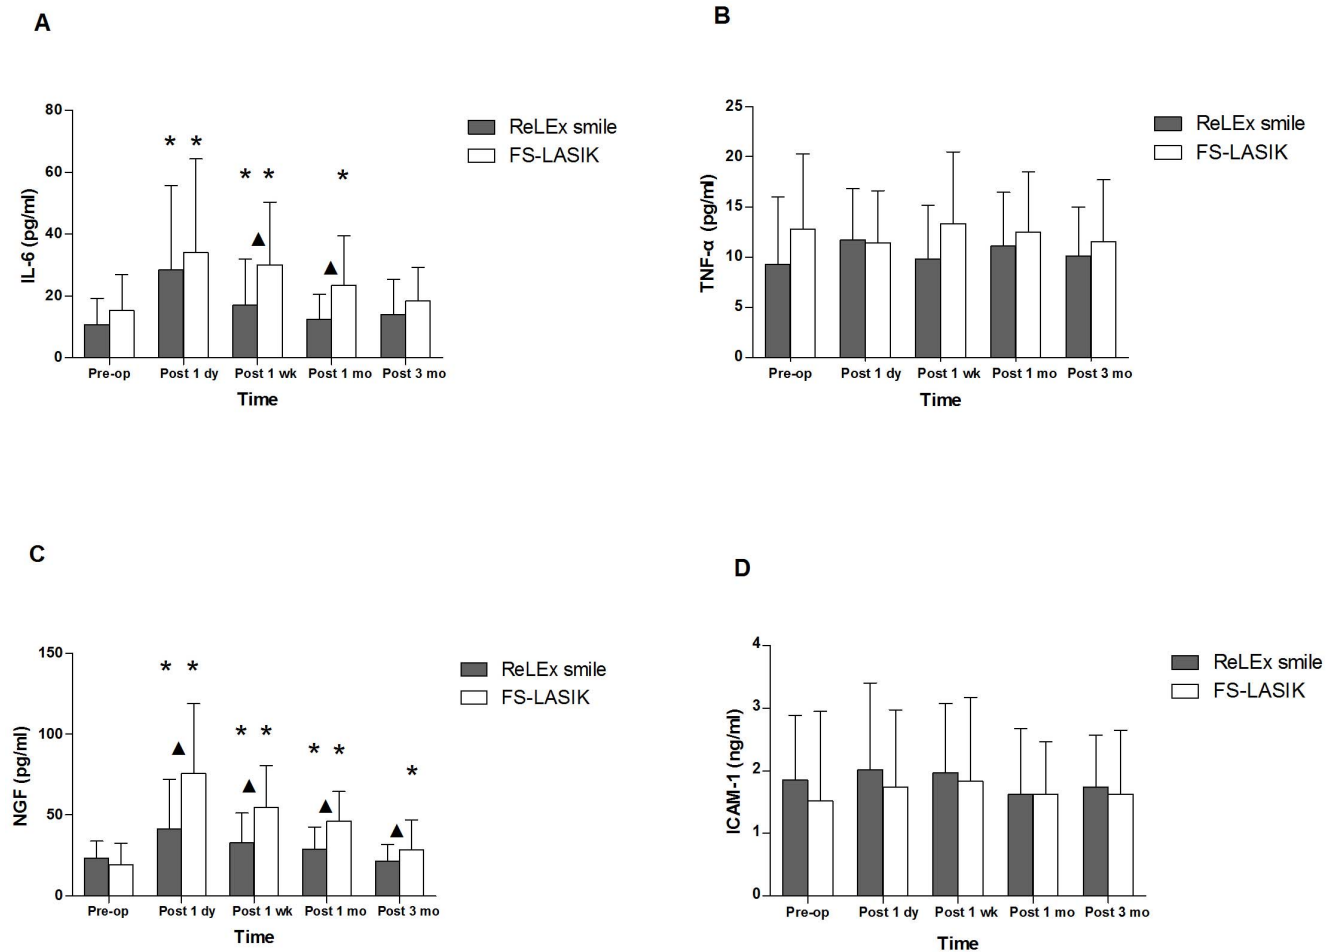 A
IL-6 (pg/ml)
80
60
40
20
0
* * * * *
▲ ▲
Pre-op Post 1 dy Post 1 wk Post 1 mo Post 3 mo
Time
ReLEx smile
FS-LASIK
B
TNF-α (pg/ml)
25
20
15
10
5
0
Pre-op Post 1 dy Post 1 wk Post 1 mo Post 3 mo
Time
ReLEx smile
FS-LASIK
C
NGF (pg/ml)
150
100
50
0
* * * * * * *
▲ ▲ ▲ ▲
Pre-op Post 1 dy Post 1 wk Post 1 mo Post 3 mo
Time
ReLEx smile
FS-LASIK
D
ICAM-1 (ng/ml)
4
3
2
1
0
Pre-op Post 1 dy Post 1 wk Post 1 mo Post 3 mo
Time
ReLEx smile
FS-LASIK